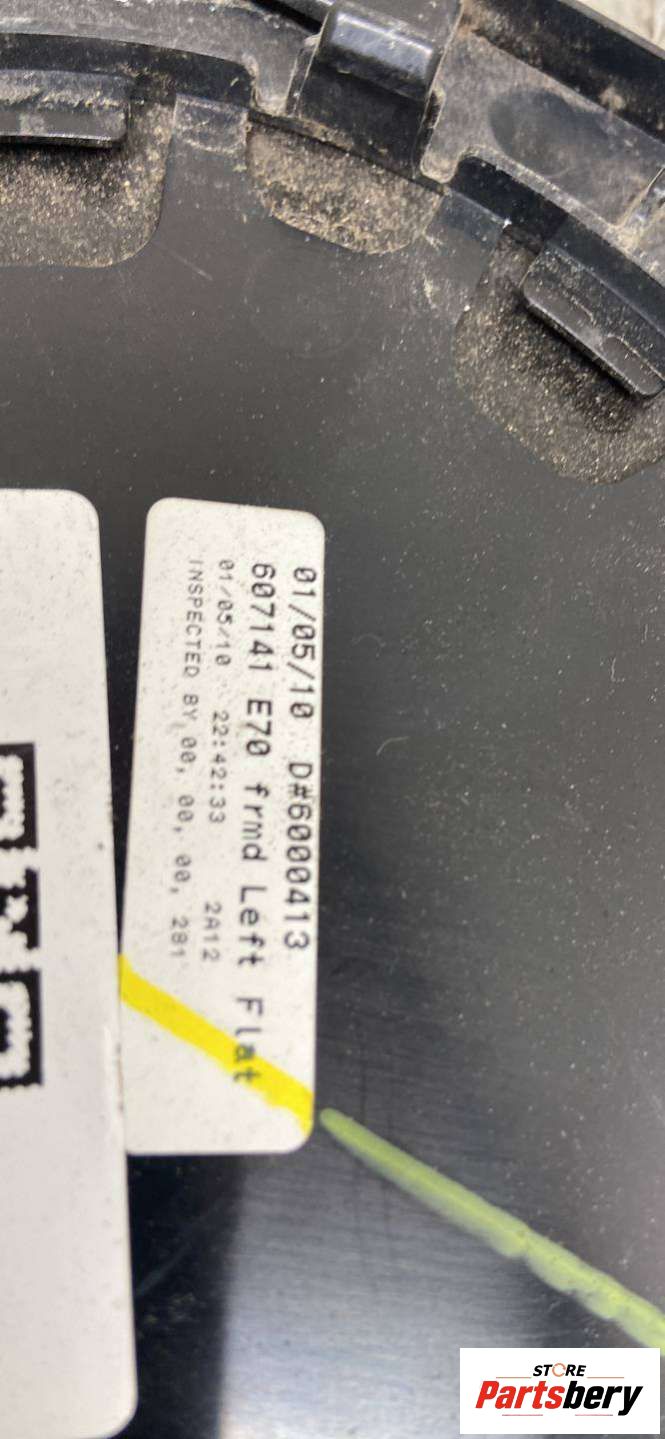 01/05/10 D#6000413
607141 E70 frmd Left Flat
01/05/10 22:42:33 2A12
INSPECTED BY 00, 00, 00, 281
STORE
Partsbery